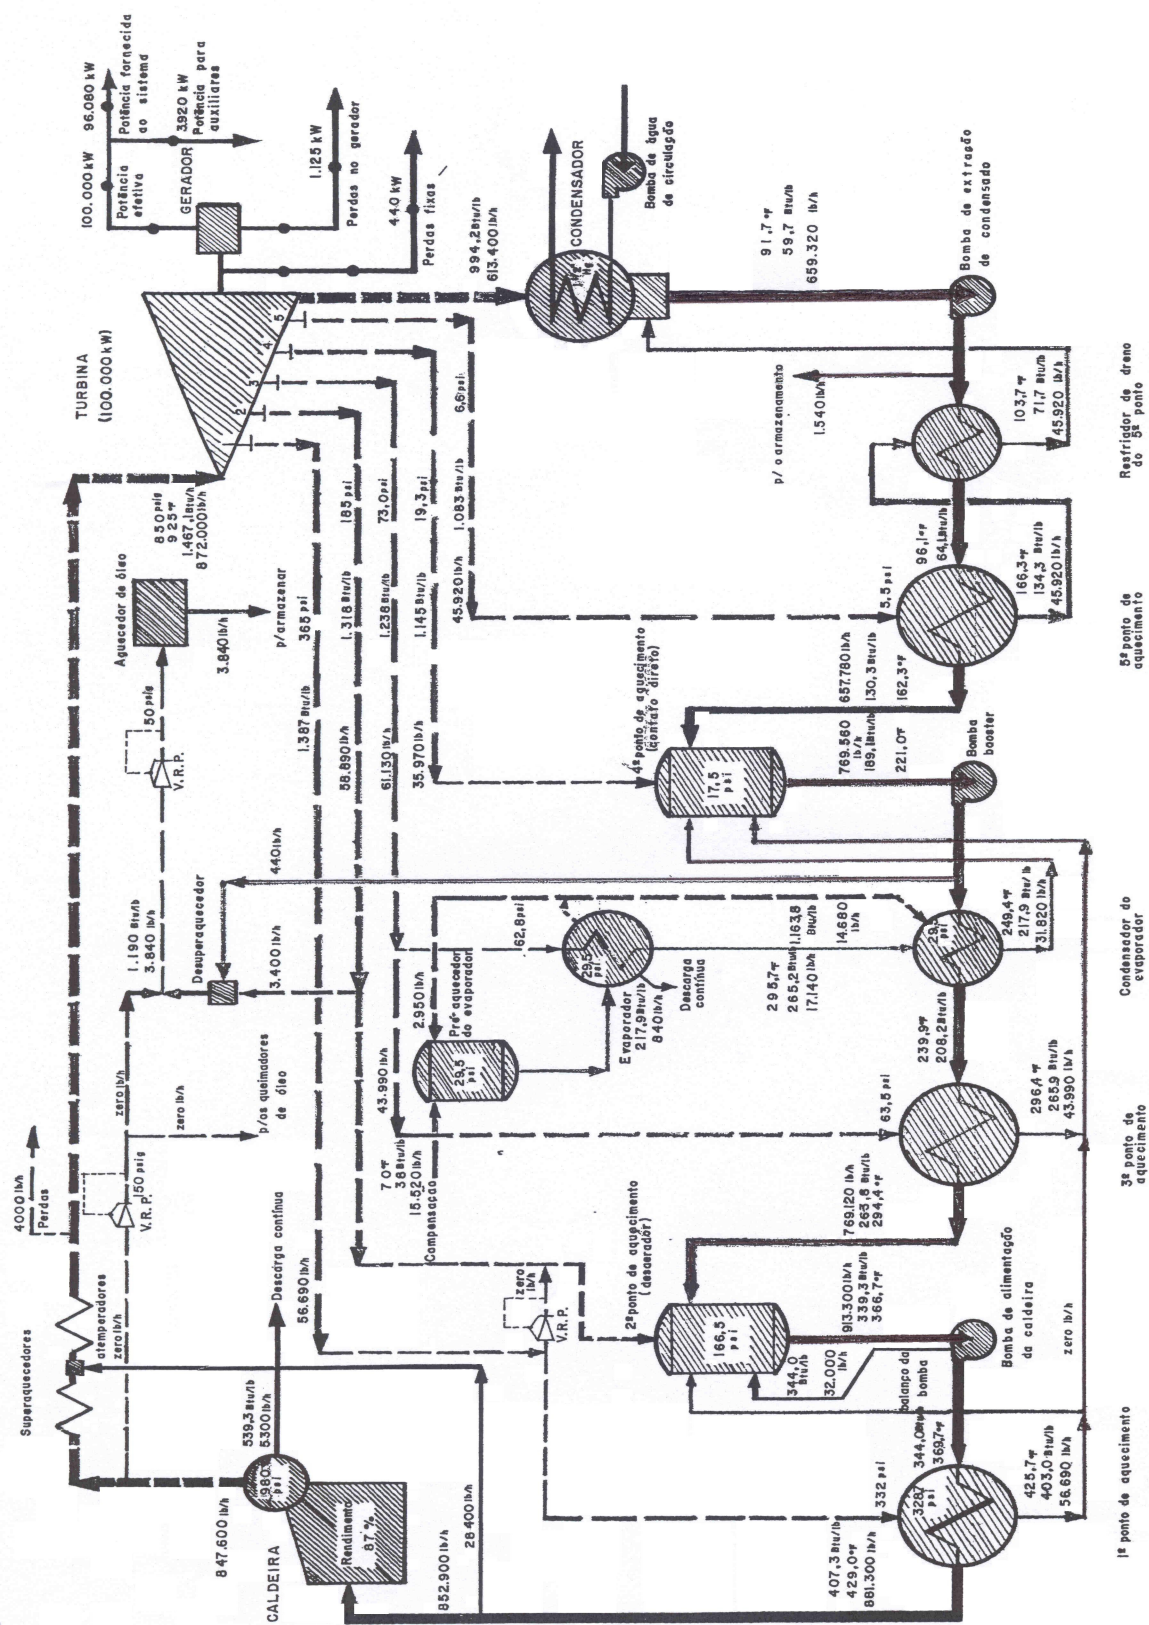 Superaquecedores
4000 lb/h
Perdas
atemperadores
zero lb/h
150 psig
V.R.P.
zero lb/h
zero lb/h
p/os queimadores
de óleo
1.190 Btu/lb
3.840 lb/h
Desuperaquecedor
3.400 lb/h
440 lb/h
50 psig
V.R.P.
Aquecedor de óleo
3.840 lb/h
p/armazenar
850 psig
925 °F
1.467,1 Btu/h
872.000 lb/h
TURBINA
(100.000 kW)
2
3
4
5
100.000 kW
Potência
efetiva
96.080 kW
Potência fornecida
ao sistema
3.920 kW
Potência para
auxiliares
GERADOR
1.125 kW
Perdas no gerador
440 kW
Perdas fixas
994,2 Btu/lb
613.400 lb/h
CONDENSADOR
Bomba de água
de circulação
91,7 °F
59,7 Btu/lb
659.320 lb/h
Bomba de extração
de condensado
p/ o armazenamento
1.540 lb/h
103,7 °F
71,7 Btu/lb
45.920 lb/h
Resfriador de dreno
do 5º ponto
96,1 °F
64,1 Btu/lb
5,5 psi
166,3 °F
134,3 Btu/lb
45.920 lb/h
5º ponto de
aquecimento
6,6 psi
1.083 Btu/lb
45.920 lb/h
19,3 psi
1.145 Btu/lb
35.970 lb/h
73,0 psi
1.238 Btu/lb
61.130 lb/h
185 psi
1.318 Btu/lb
58.890 lb/h
365 psi
1.387 Btu/lb
56.690 lb/h
4º ponto de aquecimento
(contato direto)
17,5
psi
657.780 lb/h
130,3 Btu/lb
162,3 °F
769.560
lb/h
189,1 Btu/lb
221,0 °F
Bomba
booster
62,8 psi
29,5
psi
Evaporador
217,9 Btu/lb
840 lb/h
Descarga
contínua
1.163,8
Btu/lb
14.680
lb/h
295,7 °F
265,2 Btu/lb
17.140 lb/h
249,4 °F
217,9 Btu/lb
31.820 lb/h
Condensador do
evaporador
2.950 lb/h
Pré-aquecedor
do evaporador
29,5
psi
43.990 lb/h
70 °F
38 Btu/lb
15.520 lb/h
Compensação
239,9 °F
208,2 Btu/lb
63,5 psi
296,4 °F
265,9 Btu/lb
43.990 lb/h
3º ponto de
aquecimento
769.120 lb/h
263,8 Btu/lb
294,4 °F
2º ponto de aquecimento
(desaerador)
166,5
psi
zero
lb/h
V.R.P.
913.300 lb/h
339,3 Btu/lb
366,7 °F
Bomba de alimentação
da caldeira
344,0
Btu/lb
32.000
lb/h
balanço da
bomba
zero lb/h
344,0 Btu/lb
369,7 °F
332 psi
psi
425,7 °F
403,0 Btu/lb
56.690 lb/h
1º ponto de aquecimento
407,3 Btu/lb
429,0 °F
881.300 lb/h
28.400 lb/h
852.900 lb/h
CALDEIRA
Rendimento
87 %
980
psi
847.600 lb/h
539,3 Btu/lb
5300 lb/h
Descarga contínua